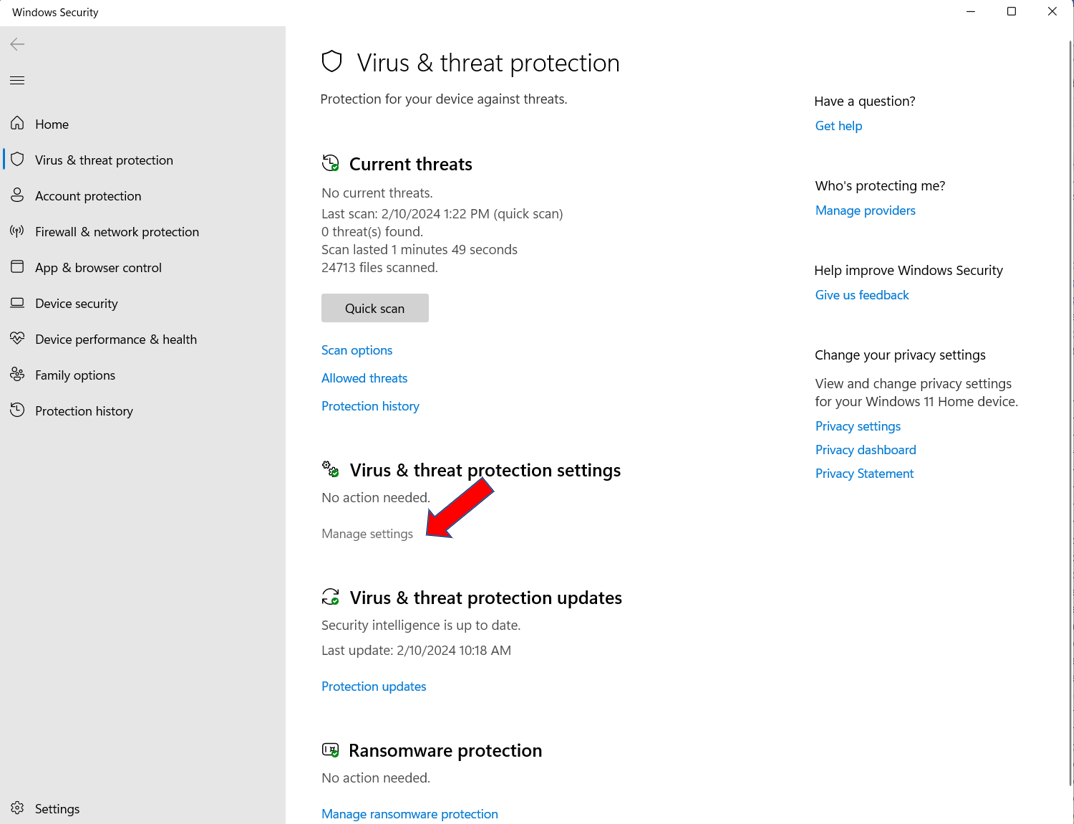 Windows Security
Home
Virus & threat protection
Account protection
Firewall & network protection
App & browser control
Device security
Device performance & health
Family options
Protection history
Settings
Virus & threat protection
Protection for your device against threats.
Current threats
No current threats.
Last scan: 2/10/2024 1:22 PM (quick scan)
0 threat(s) found.
Scan lasted 1 minutes 49 seconds
24713 files scanned.
Quick scan
Scan options
Allowed threats
Protection history
Virus & threat protection settings
No action needed.
Manage settings
Virus & threat protection updates
Security intelligence is up to date.
Last update: 2/10/2024 10:18 AM
Protection updates
Ransomware protection
No action needed.
Manage ransomware protection
Have a question?
Get help
Who's protecting me?
Manage providers
Help improve Windows Security
Give us feedback
Change your privacy settings
View and change privacy settings
for your Windows 11 Home device.
Privacy settings
Privacy dashboard
Privacy Statement